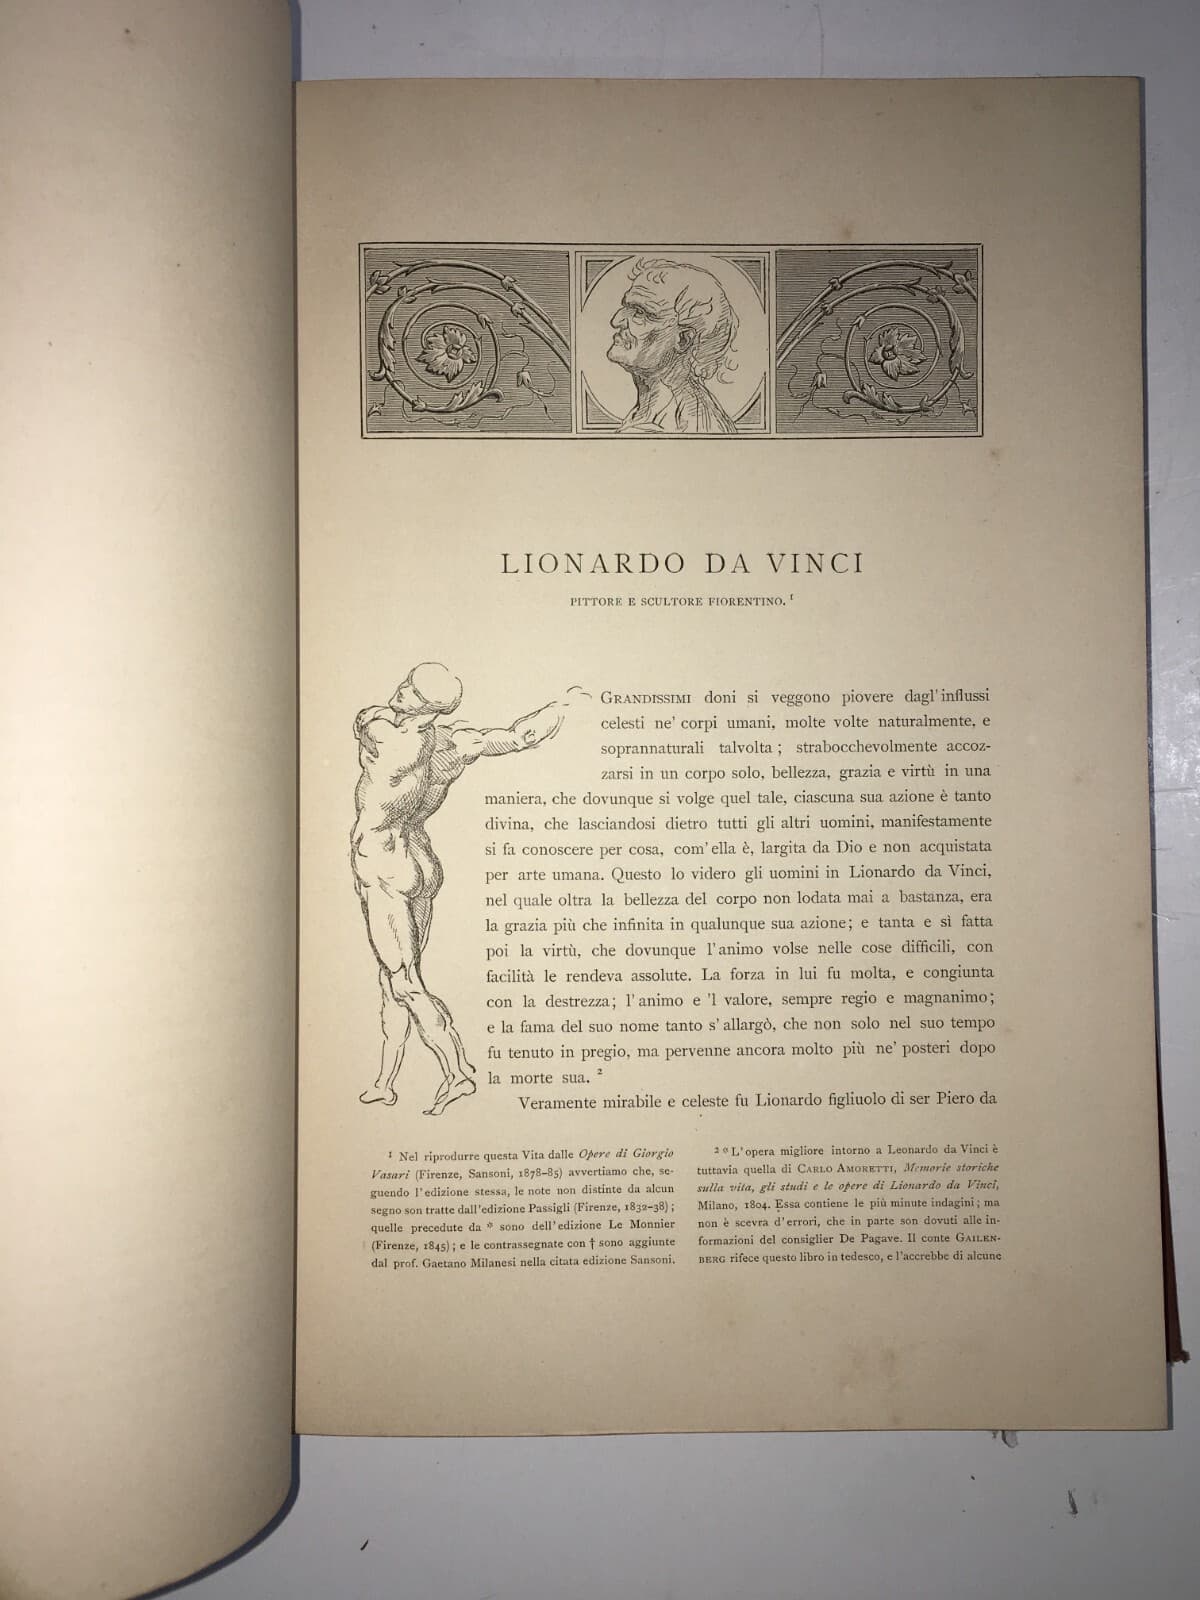 LIONARDO DA VINCI
PITTORE E SCULTORE FIORENTINO. ¹
GRANDISSIMI doni si veggono piovere dagl' influssi
celesti ne' corpi umani, molte volte naturalmente, e
soprannaturali talvolta ; strabocchevolmente accoz-
zarsi in un corpo solo, bellezza, grazia e virtù in una
maniera, che dovunque si volge quel tale, ciascuna sua azione è tanto
divina, che lasciandosi dietro tutti gli altri uomini, manifestamente
si fa conoscere per cosa, com' ella è, largita da Dio e non acquistata
per arte umana. Questo lo videro gli uomini in Lionardo da Vinci,
nel quale oltra la bellezza del corpo non lodata mai a bastanza, era
la grazia più che infinita in qualunque sua azione; e tanta e sì fatta
poi la virtù, che dovunque l'animo volse nelle cose difficili, con
facilità le rendeva assolute. La forza in lui fu molta, e congiunta
con la destrezza; l'animo e 'l valore, sempre regio e magnanimo;
e la fama del suo nome tanto s'allargò, che non solo nel suo tempo
fu tenuto in pregio, ma pervenne ancora molto più ne' posteri dopo
la morte sua. ²
Veramente mirabile e celeste fu Lionardo figliuolo di ser Piero da
¹ Nel riprodurre questa Vita dalle Opere di Giorgio
Vasari (Firenze, Sansoni, 1878-85) avvertiamo che, se-
guendo l'edizione stessa, le note non distinte da alcun
segno son tratte dall'edizione Passigli (Firenze, 1832-38) ;
quelle precedute da * sono dell'edizione Le Monnier
(Firenze, 1845) ; e le contrassegnate con † sono aggiunte
dal prof. Gaetano Milanesi nella citata edizione Sansoni.
² * L'opera migliore intorno a Leonardo da Vinci è
tuttavia quella di CARLO AMORETTI, Memorie storiche
sulla vita, gli studi e le opere di Lionardo da Vinci,
Milano, 1804. Essa contiene le più minute indagini ; ma
non è scevra d'errori, che in parte son dovuti alle in-
formazioni del consiglier De Pagave. Il conte GAILEN-
BERG rifece questo libro in tedesco, e l'accrebbe di alcune